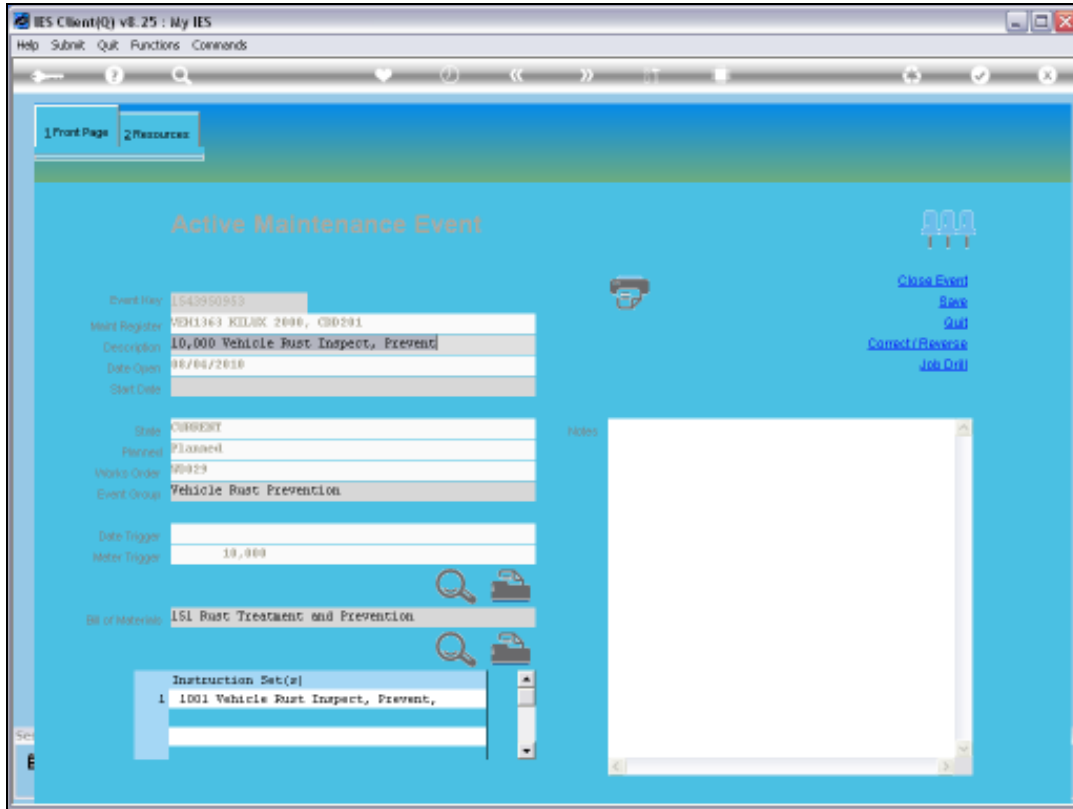 IES Client(Q) v8.25 : My IES
Help Submit Quit Functions Commands
1 Front Page 2 Resources
Active Maintenance Event
Close Event
Save
Quit
Correct / Reverse
Job Drill
Event Key 1543950953
Maint Register VEH1363 KILUX 2000, CBD201
Description 10,000 Vehicle Rust Inspect, Prevent
Date Open 08/06/2010
Start Date
State CURRENT
Planned Planned
Works Order WO029
Event Group Vehicle Rust Prevention
Notes
Date Trigger
Meter Trigger 10,000
Bill of Materials 151 Rust Treatment and Prevention
Instruction Set(s)
1 1001 Vehicle Rust Inspect, Prevent,